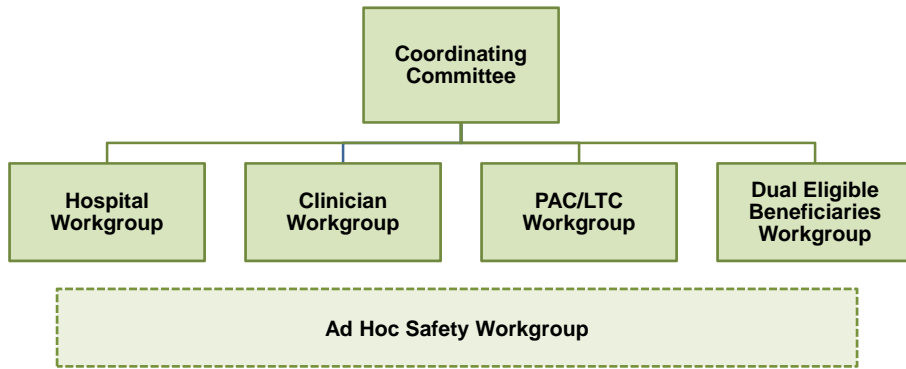 Coordinating
Committee
Hospital
Workgroup
Clinician
Workgroup
PAC/LTC
Workgroup
Dual Eligible
Beneficiaries
Workgroup
Ad Hoc Safety Workgroup